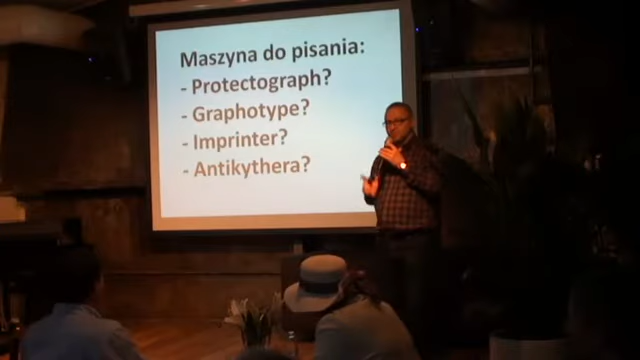 Maszyna do pisania:
- Protectograph?
- Graphotype?
- Imprinter?
- Antikythera?